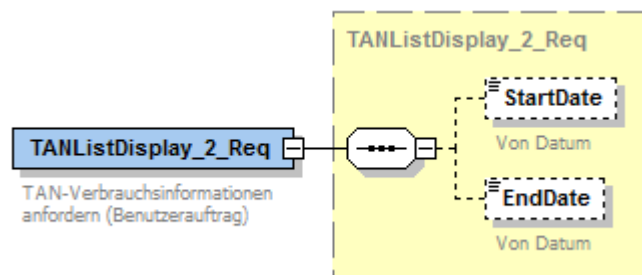 TANListDisplay_2_Req
StartDate
Von Datum
TANListDisplay_2_Req
TAN-Verbrauchsinformationen
anfordern (Benutzerauftrag)
EndDate
Von Datum